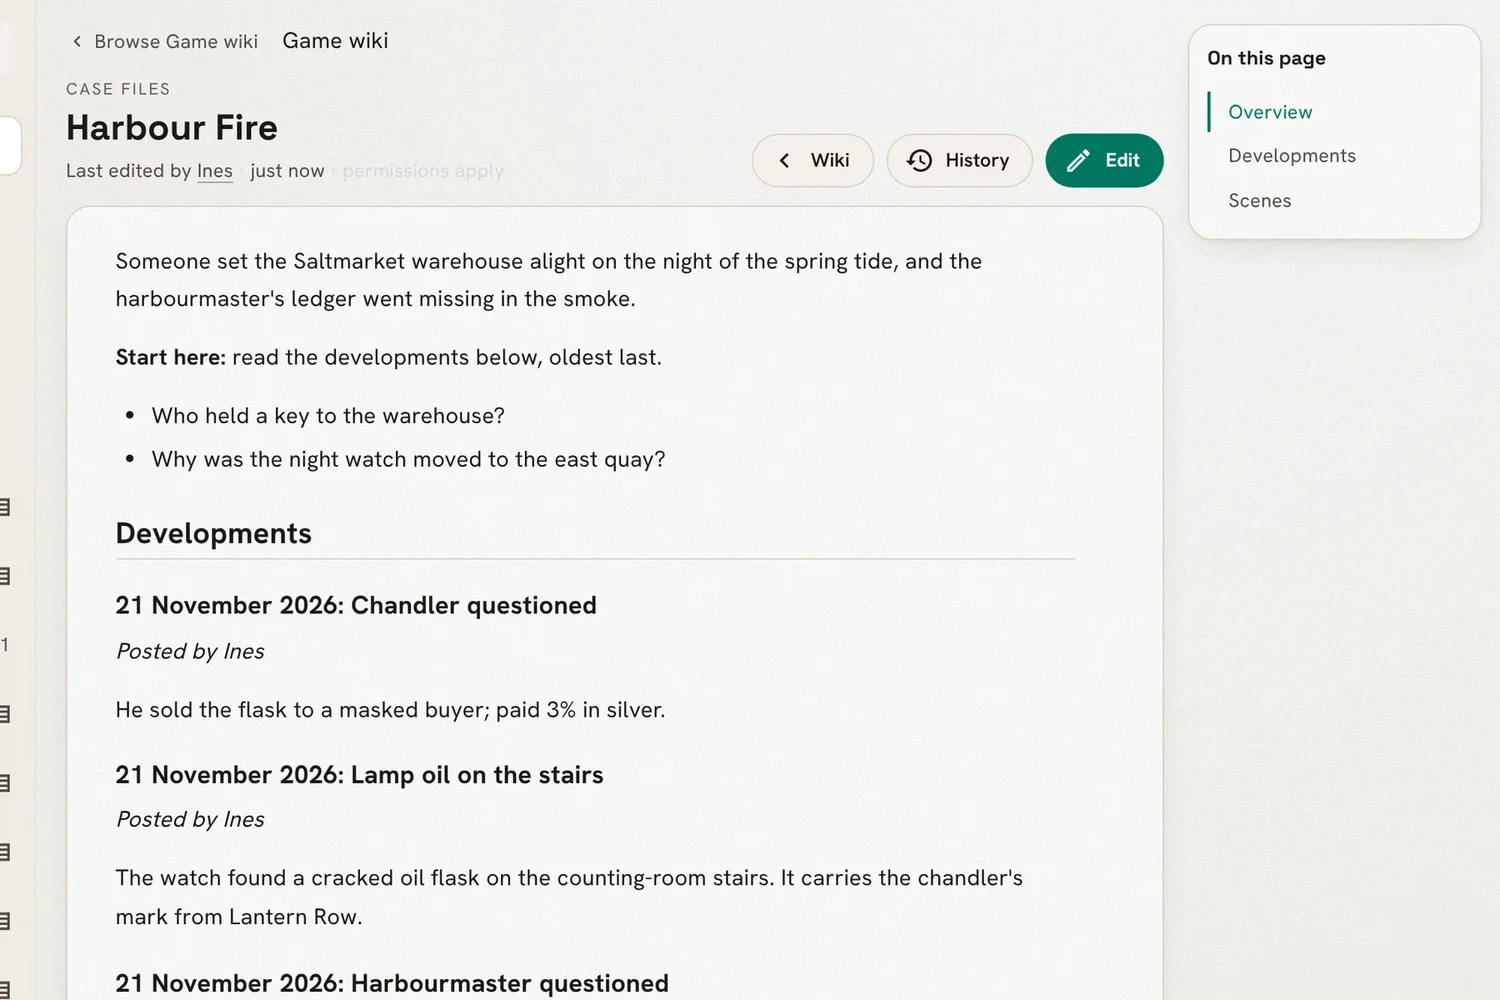 Browse Game wiki
Game wiki
CASE FILES
Harbour Fire
Last edited by Ines · just now · permissions apply
Wiki
History
Edit
On this page
Overview
Developments
Scenes
Someone set the Saltmarket warehouse alight on the night of the spring tide, and the
harbourmaster's ledger went missing in the smoke.
Start here: read the developments below, oldest last.
• Who held a key to the warehouse?
• Why was the night watch moved to the east quay?
Developments
21 November 2026: Chandler questioned
Posted by Ines
He sold the flask to a masked buyer; paid 3% in silver.
21 November 2026: Lamp oil on the stairs
Posted by Ines
The watch found a cracked oil flask on the counting-room stairs. It carries the chandler's
mark from Lantern Row.
21 November 2026: Harbourmaster questioned
1